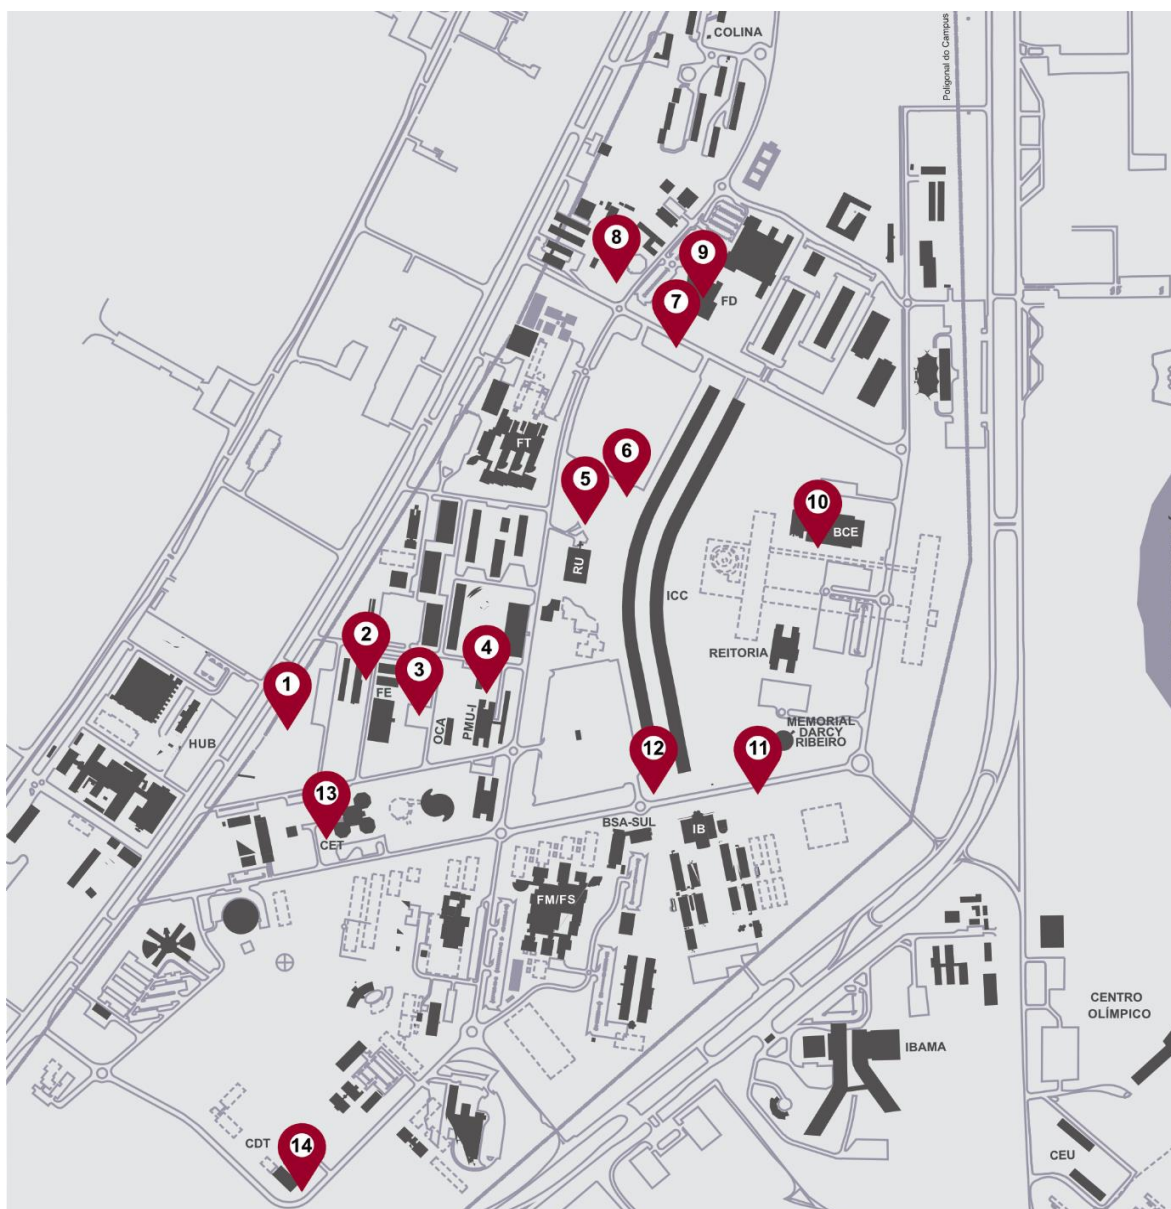 COLINA
Poligonal do Campus
8
9
7
FD
FT
6
5
10
BCE
RU
ICC
2
4
REITORIA
3
1
FE
OCA
PMU-I
HUB
MEMORIAL
DARCY
RIBEIRO
12
11
13
CET
BSA-SUL
IB
FM/FS
CENTRO
OLÍMPICO
IBAMA
CDT
14
CEU